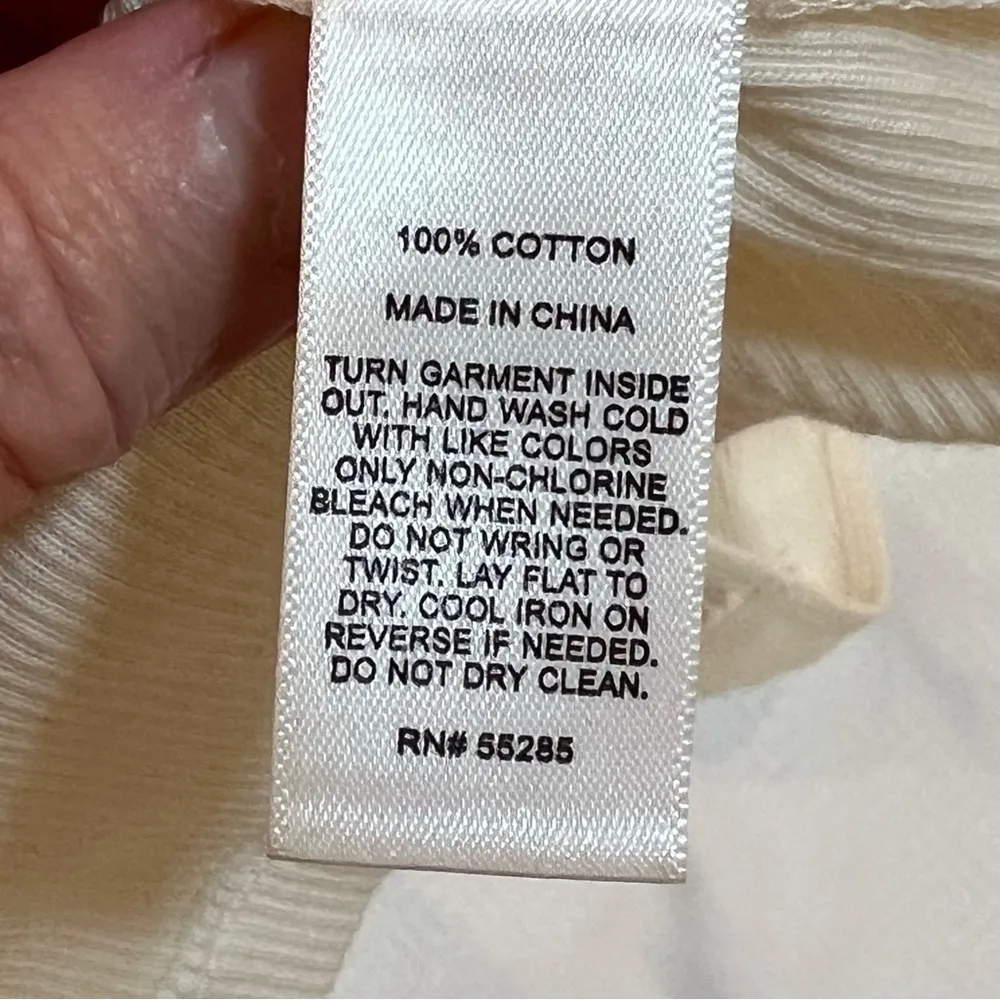 100% COTTON
MADE IN CHINA
TURN GARMENT INSIDE
OUT. HAND WASH COLD
WITH LIKE COLORS
ONLY NON-CHLORINE
BLEACH WHEN NEEDED.
DO NOT WRING OR
TWIST. LAY FLAT TO
DRY. COOL IRON ON
REVERSE IF NEEDED.
DO NOT DRY CLEAN.
RN# 55285